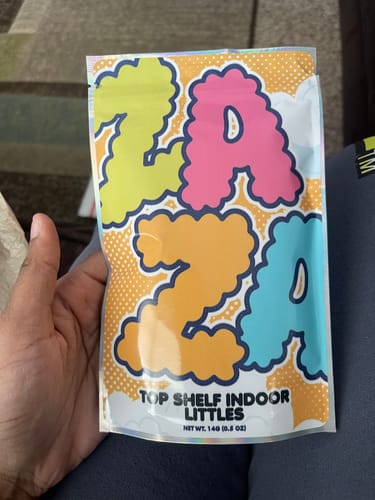 ZA
ZA
TOP SHELF INDOOR
LITTLES
NET WT. 14G (0.5 OZ)